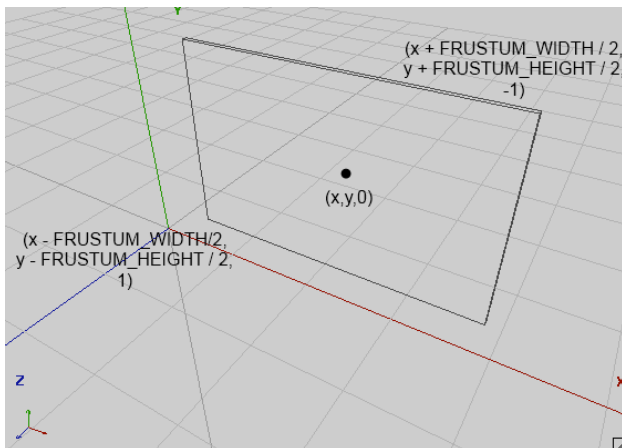 Y
(x + FRUSTUM_WIDTH / 2,
y + FRUSTUM_HEIGHT / 2,
-1)
(x,y,0)
(x - FRUSTUM_WIDTH/2,
y - FRUSTUM_HEIGHT / 2,
1)
Z
X